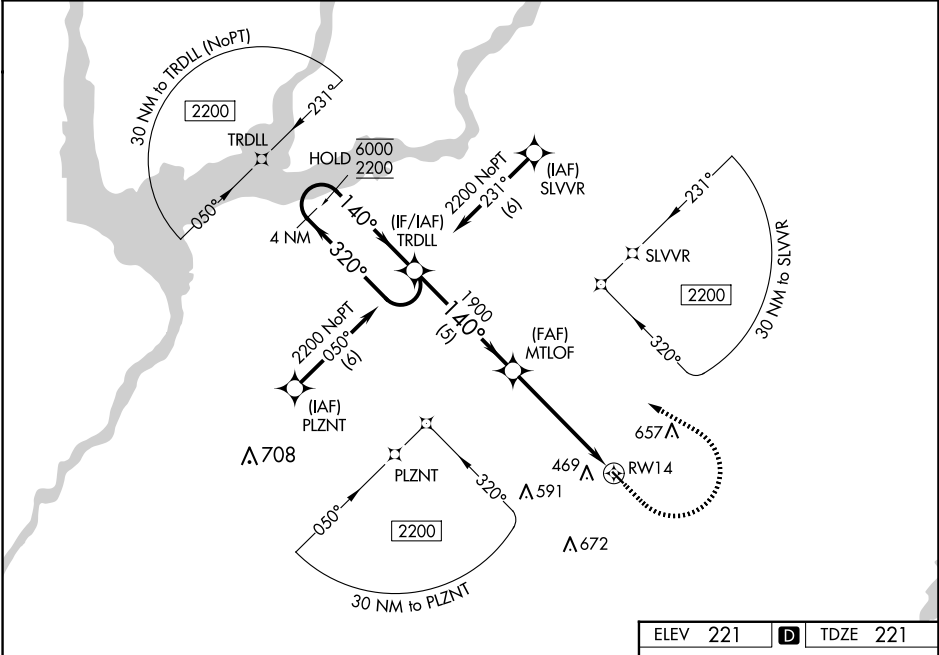 30 NM to TRDLL (NoPT)
2200
231°
TRDLL
050°
HOLD
6000
2200
4 NM
140°
320°
(IF/IAF)
TRDLL
2200 NoPT
231°
(6)
(IAF)
SLVVR
231°
SLVVR
2200
320°
30 NM to SLVVR
1900
140°
(5)
(FAF)
MTLOF
2200 NoPT
050°
(6)
(IAF)
PLZNT
708
PLZNT
050°
320°
2200
30 NM to PLZNT
657
469
RW14
591
672
ELEV 221 D TDZE 221